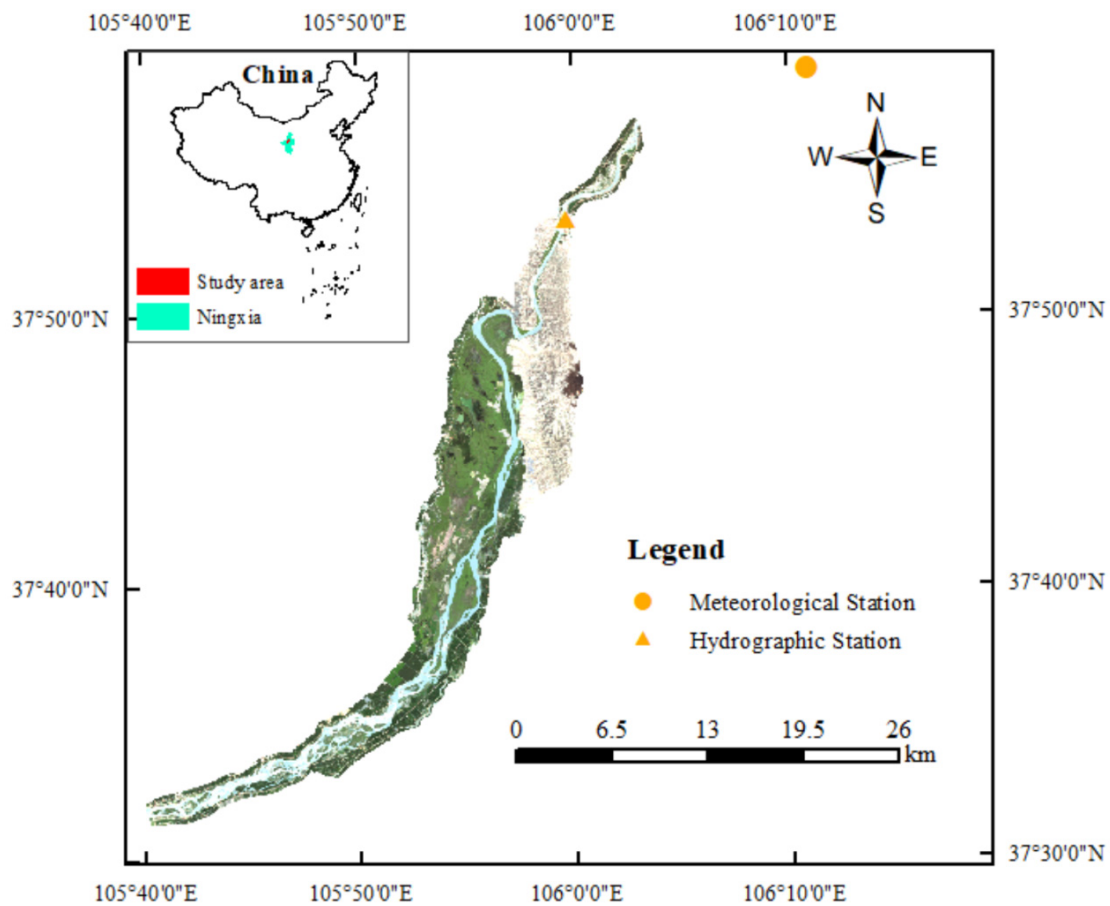 105°40'0"E 105°50'0"E 106°0'0"E 106°10'0"E
China
N
W E
S
Study area
Ningxia
37°50'0"N 37°50'0"N
Legend
37°40'0"N 37°40'0"N
Meteorological Station
Hydrographic Station
0 6.5 13 19.5 26
km
37°30'0"N
105°40'0"E 105°50'0"E 106°0'0"E 106°10'0"E